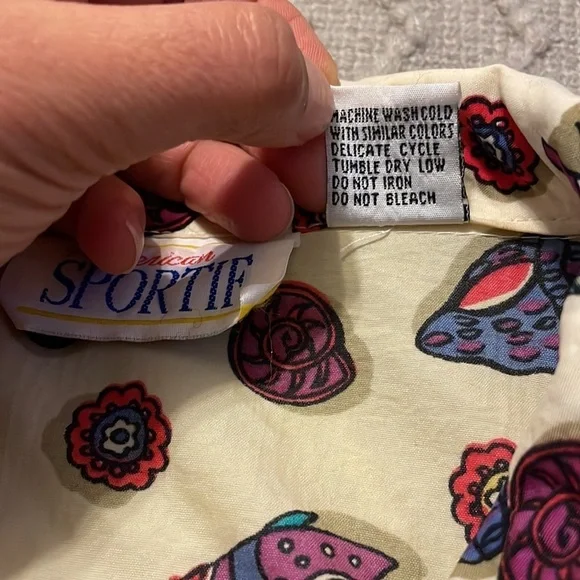 MACHINE WASH COLD
WITH SIMILAR COLORS
DELICATE CYCLE
TUMBLE DRY LOW
DO NOT IRON
DO NOT BLEACH
SPORTIF